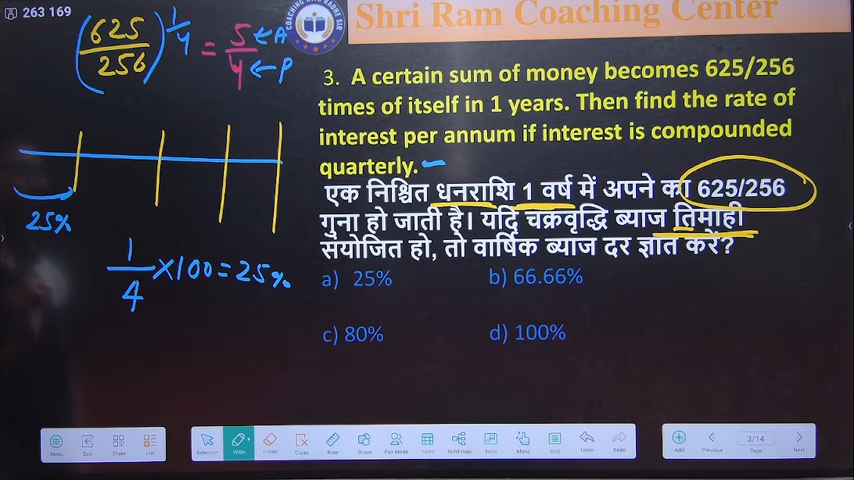 263 169
Shri Ram Coaching Center
(625/256)^1/4 = 5/4 ← A ← P
3. A certain sum of money becomes 625/256
times of itself in 1 years. Then find the rate of
interest per annum if interest is compounded
quarterly.
एक निश्चित धनराशि 1 वर्ष में अपने का 625/256
गुना हो जाती है। यदि चक्रवृद्धि ब्याज तिमाही
संयोजित हो, तो वार्षिक ब्याज दर ज्ञात करें?
25%
1/4 ×100=25%
a) 25% b) 66.66%
c) 80% d) 100%
Menu Exit Share List Selection Write Eraser Clean Ruler Shape Pen Mode Form Mind map Note Move Grid Undo Redo Add Previous 3/14 Page Next